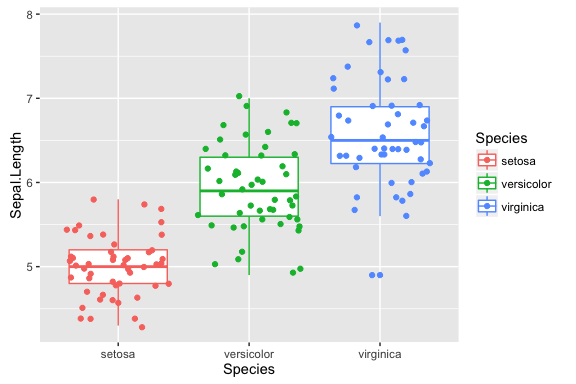 8
7
6
5
Sepal.Length
setosa
versicolor
virginica
Species
Species
setosa
versicolor
virginica